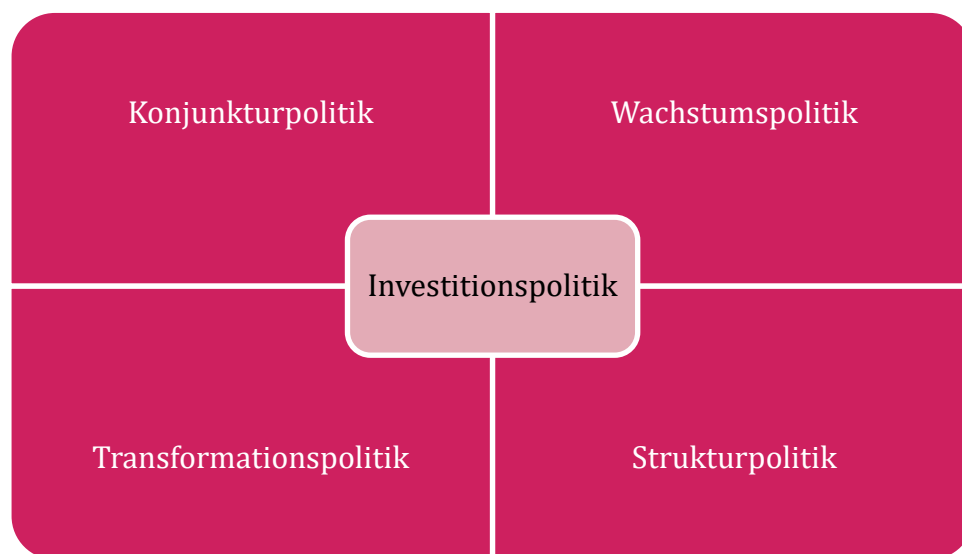 Konjunkturpolitik
Wachstumspolitik
Investitionspolitik
Transformationspolitik
Strukturpolitik